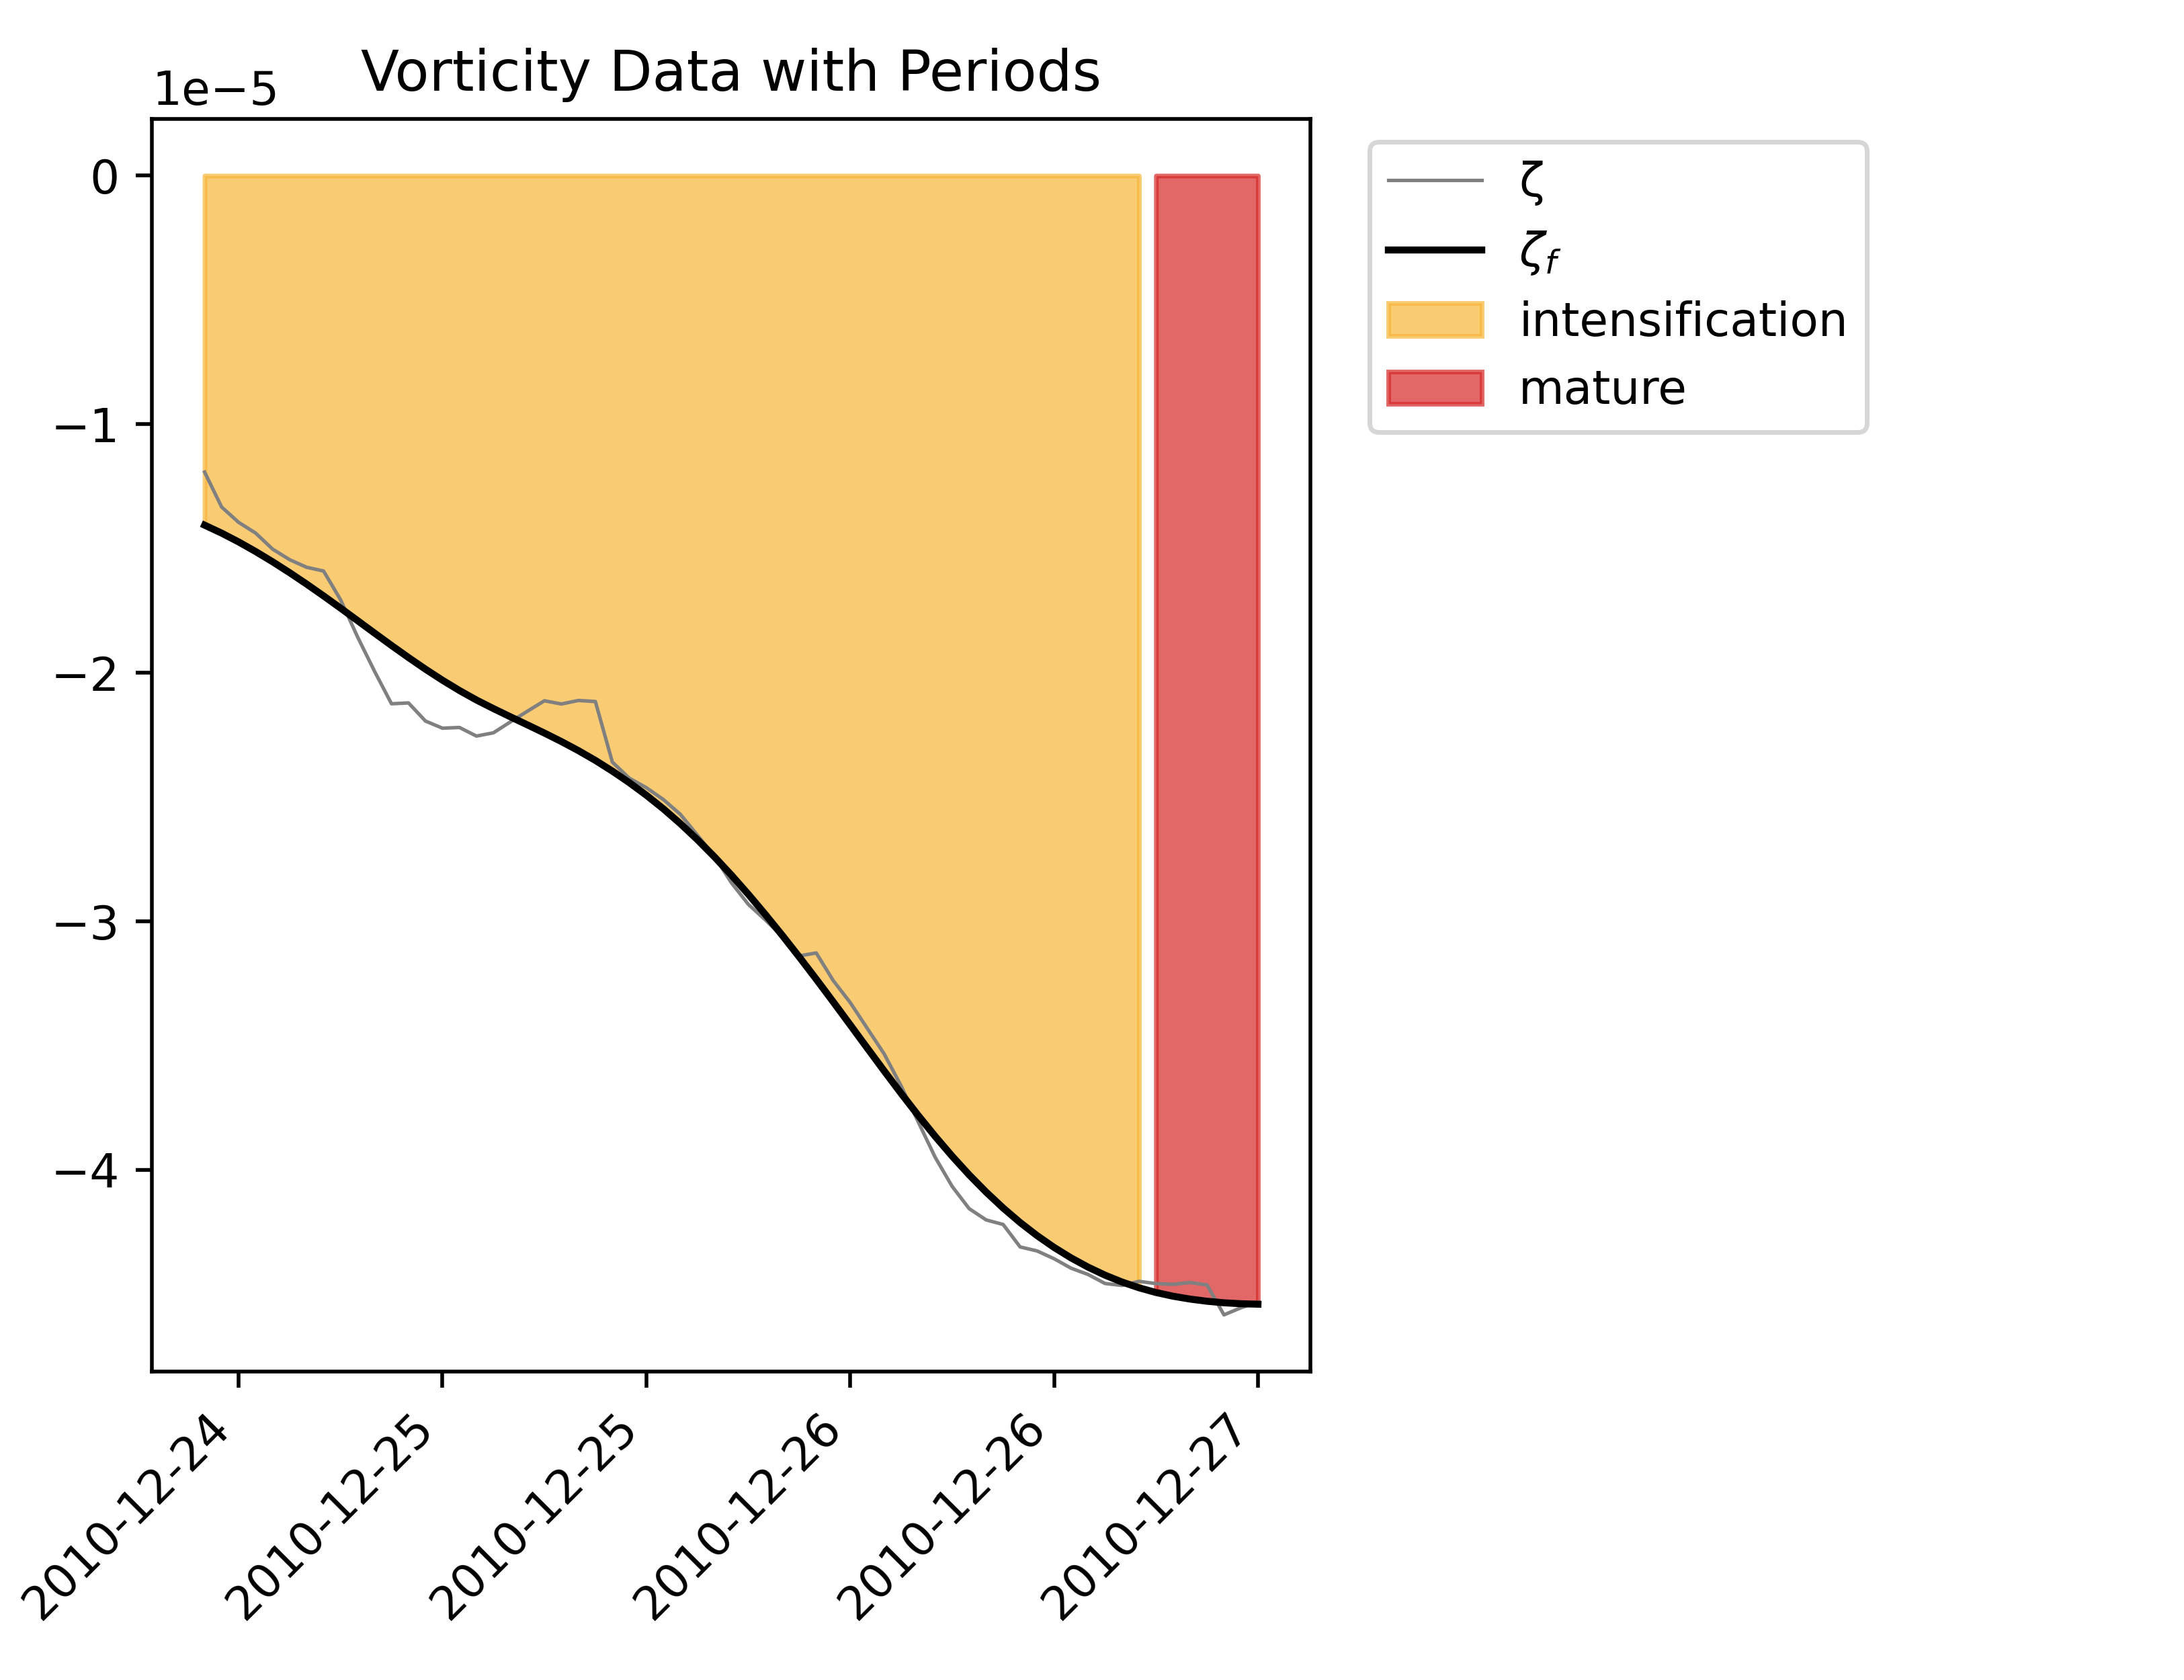 Vorticity Data with Periods
1e−5
0
−1
−2
−3
−4
2010-12-24
2010-12-25
2010-12-25
2010-12-26
2010-12-26
2010-12-27
ζ
ζf
intensification
mature